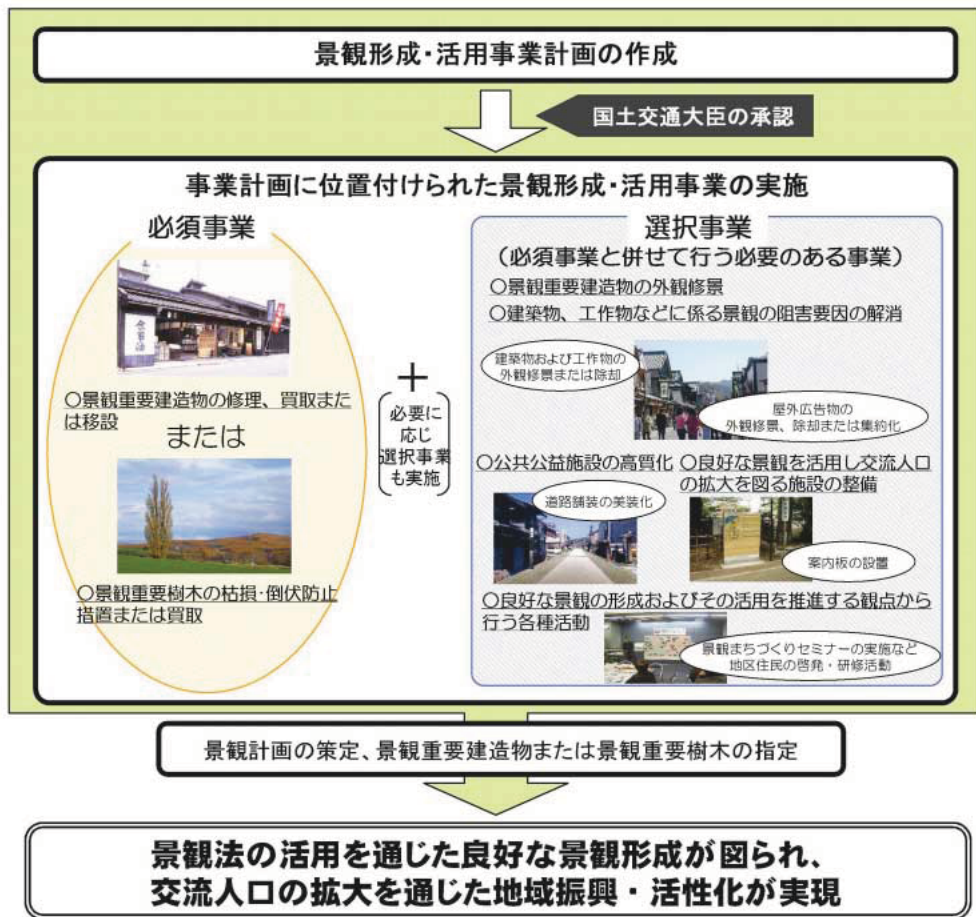 景観形成・活用事業計画の作成
国土交通大臣の承認
事業計画に位置付けられた景観形成・活用事業の実施
必須事業
○景観重要建造物の修理、買取また
は移設
または
○景観重要樹木の枯損・倒伏防止
措置または買取
＋
必要に
応じ
選択事業
も実施
選択事業
（必須事業と併せて行う必要のある事業）
○景観重要建造物の外観修景
○建築物、工作物などに係る景観の阻害要因の解消
建築物および工作物の
外観修景または除却
屋外広告物の
外観修景、除却または集約化
○公共公益施設の高質化
道路舗装の美装化
○良好な景観を活用し交流人口
の拡大を図る施設の整備
案内板の設置
○良好な景観の形成およびその活用を推進する観点から
行う各種活動
景観まちづくりセミナーの実施など
地区住民の啓発・研修活動
景観計画の策定、景観重要建造物または景観重要樹木の指定
景観法の活用を通じた良好な景観形成が図られ、
交流人口の拡大を通じた地域振興・活性化が実現